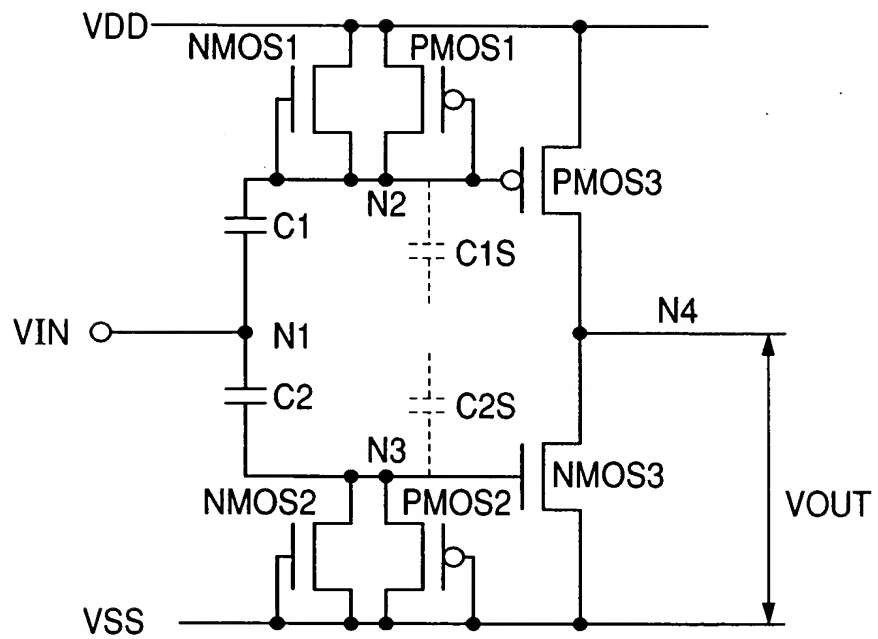 VDD
NMOS1
PMOS1
N2
PMOS3
C1
C1S
VIN
N1
N4
C2
C2S
N3
NMOS2
PMOS2
NMOS3
VOUT
VSS